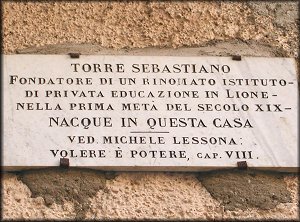 TORRE SEBASTIANO
FONDATORE DI UN RINOMATO ISTITUTO-
DI PRIVATA EDUCAZIONE IN LIONE-
-NELLA PRIMA METÀ DEL SECOLO XIX-
NACQUE IN QUESTA CASA
VED. MICHELE LESSONA:
VOLERE È POTERE, CAP. VIII.